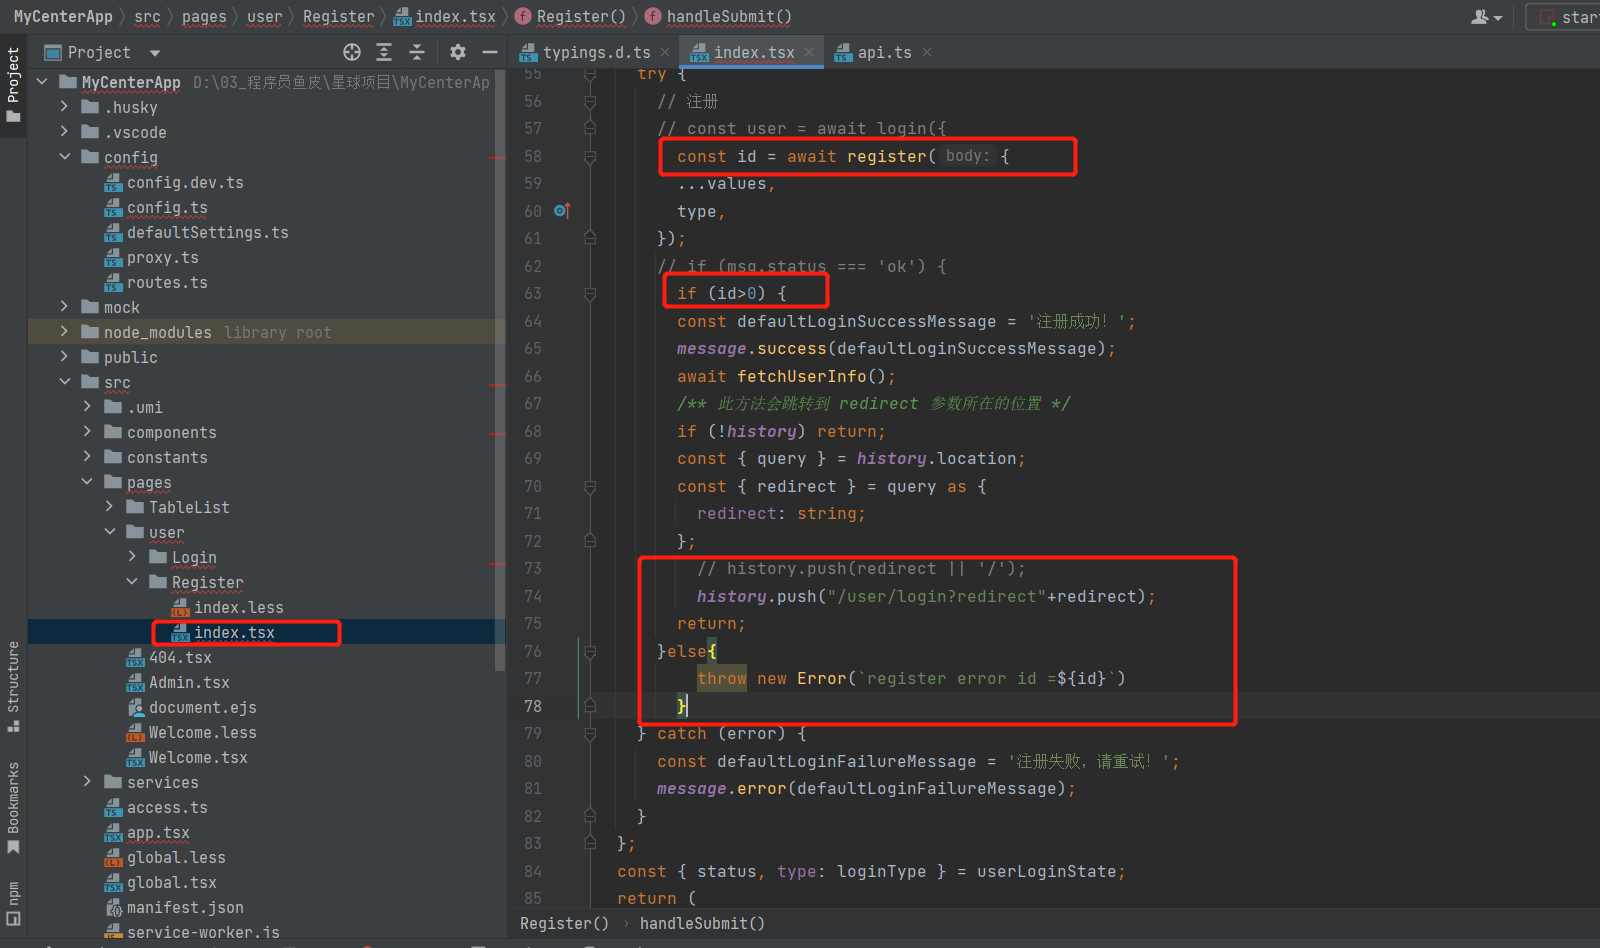 MyCenterApp src pages user Register index.tsx Register() handleSubmit()
Project
typings.d.ts index.tsx api.ts
Project
MyCenterApp D:\03_程序员鱼皮\星球项目\MyCenterAp
.husky
.vscode
config
config.dev.ts
config.ts
defaultSettings.ts
proxy.ts
routes.ts
mock
node_modules library root
public
src
.umi
components
constants
pages
TableList
user
Login
Register
index.less
index.tsx
404.tsx
Admin.tsx
document.ejs
Welcome.less
Welcome.tsx
services
access.ts
app.tsx
global.less
global.tsx
manifest.json
service-worker.js
Structure
Bookmarks
npm
55 try {
56 // 注册
57 // const user = await login({
58 const id = await register( body: {
59 ...values,
60 type,
61 });
62 // if (msg.status === 'ok') {
63 if (id>0) {
64 const defaultLoginSuccessMessage = '注册成功！';
65 message.success(defaultLoginSuccessMessage);
66 await fetchUserInfo();
67 /** 此方法会跳转到 redirect 参数所在的位置 */
68 if (!history) return;
69 const { query } = history.location;
70 const { redirect } = query as {
71 redirect: string;
72 };
73 // history.push(redirect || '/');
74 history.push("/user/login?redirect"+redirect);
75 return;
76 }else{
77 throw new Error(`register error id =${id}`)
78 }
79 } catch (error) {
80 const defaultLoginFailureMessage = '注册失败，请重试！';
81 message.error(defaultLoginFailureMessage);
82 }
83 };
84 const { status, type: loginType } = userLoginState;
85 return (
Register() handleSubmit()